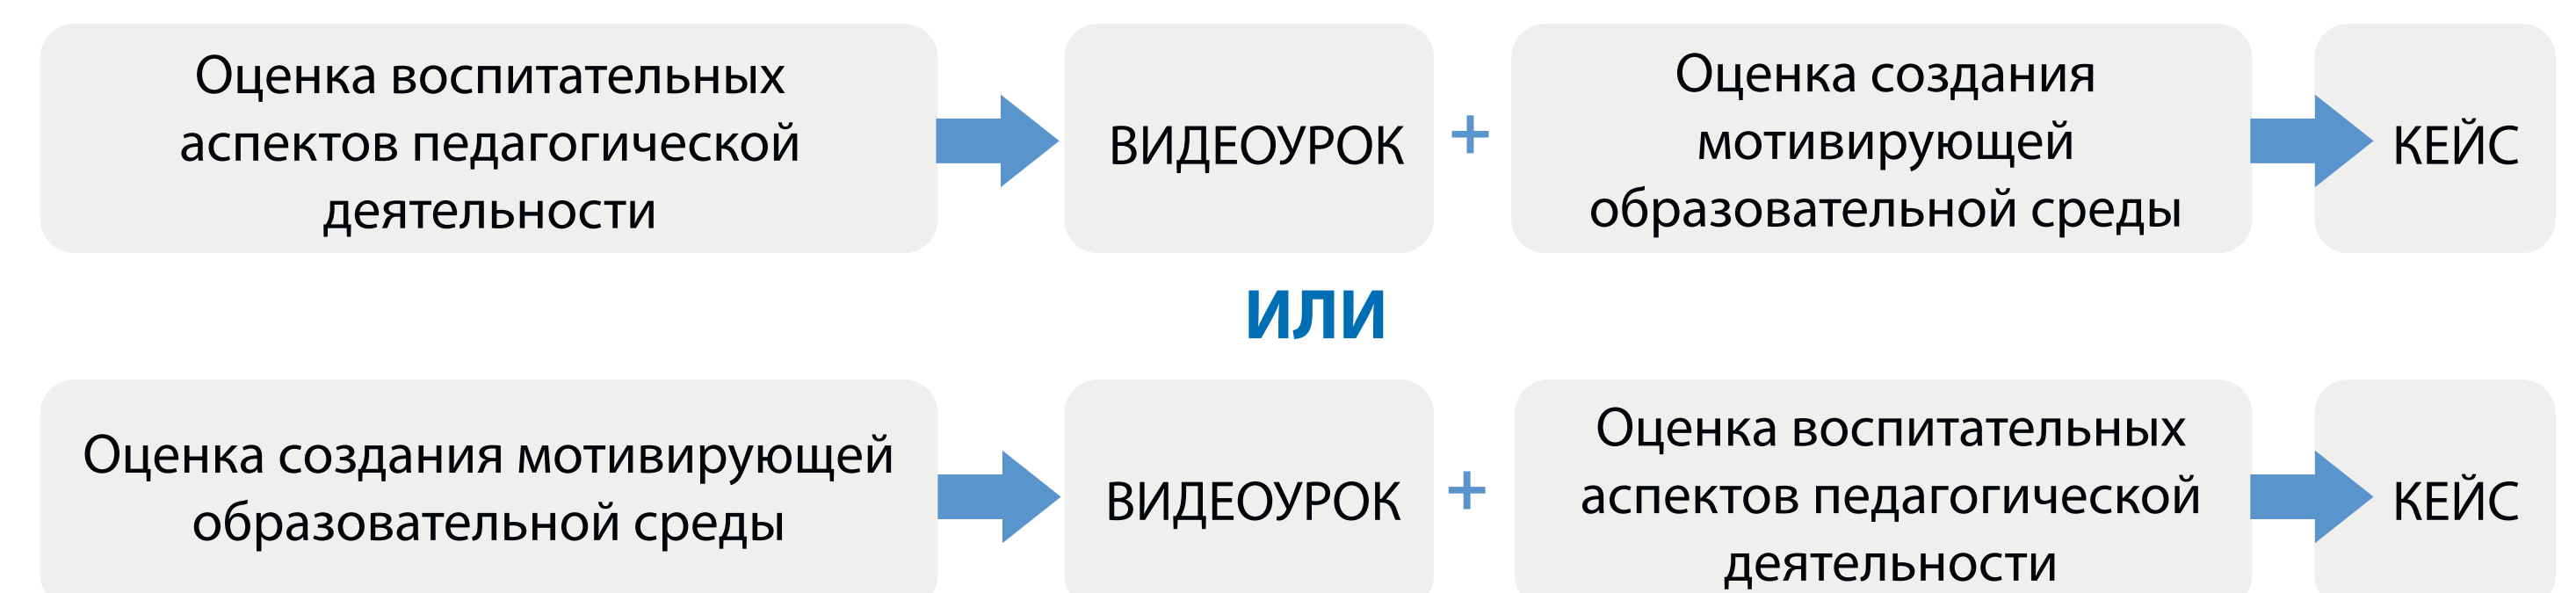 Оценка воспитательных
аспектов педагогической
деятельности
ВИДЕОУРОК
+
Оценка создания
мотивирующей
образовательной среды
КЕЙС
ИЛИ
Оценка создания мотивирующей
образовательной среды
ВИДЕОУРОК
+
Оценка воспитательных
аспектов педагогической
деятельности
КЕЙС